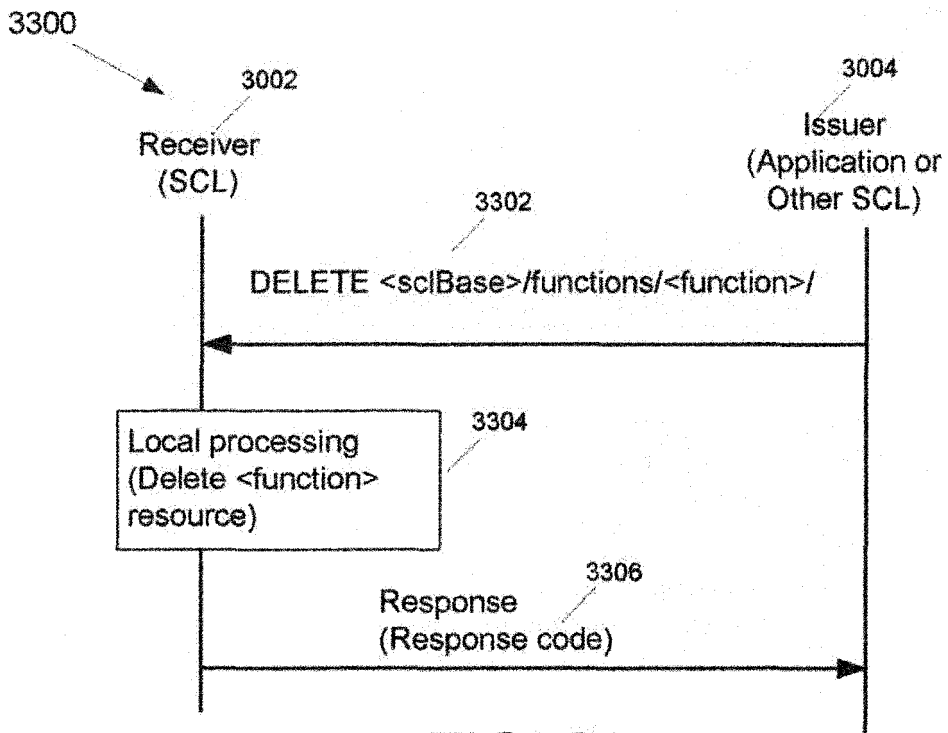 3300
3002
3004
Receiver
(SCL)
Issuer
(Application or
Other SCL)
3302
DELETE <sclBase>/functions/<function>/
Local processing
(Delete <function>
resource)
3304
3306
Response
(Response code)